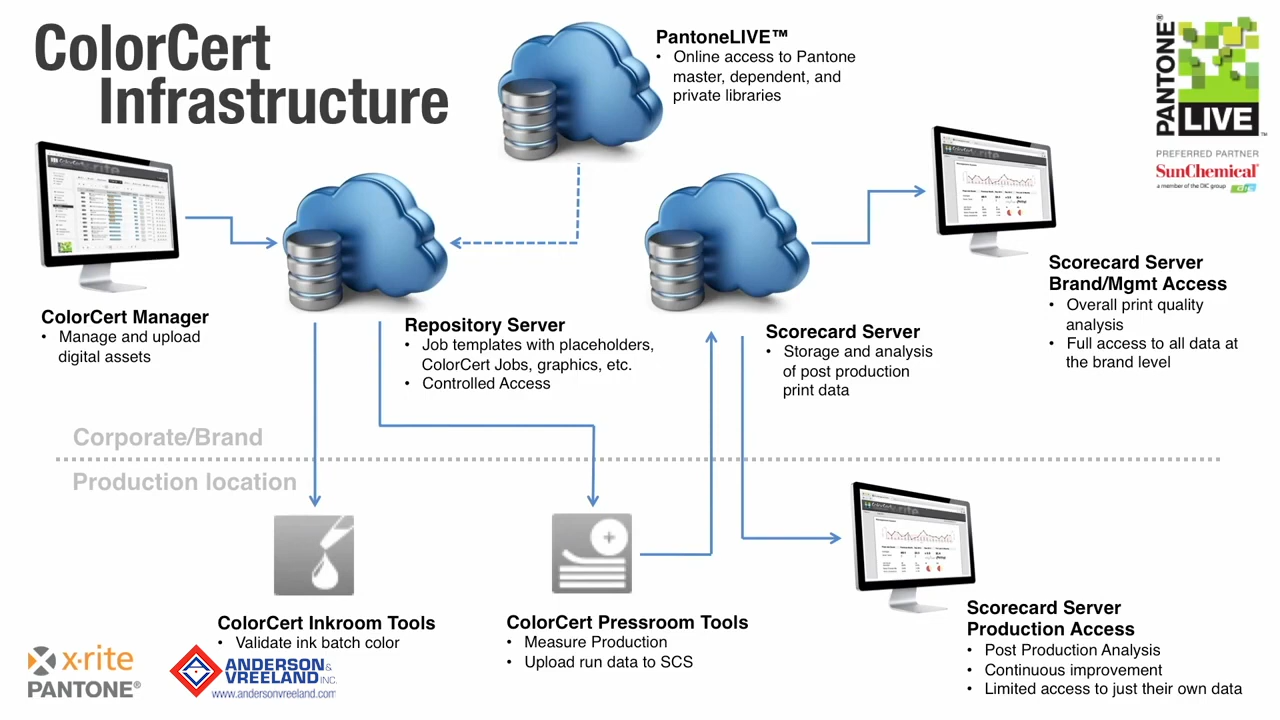 ColorCert
Infrastructure
PantoneLIVE™
• Online access to Pantone
master, dependent, and
private libraries
PANTONE®
LIVE™
PREFERRED PARTNER
SunChemical®
a member of the DIC group
DIC
ColorCert Manager
• Manage and upload
digital assets
Repository Server
• Job templates with placeholders,
ColorCert Jobs, graphics, etc.
• Controlled Access
Scorecard Server
• Storage and analysis
of post production
print data
Scorecard Server
Brand/Mgmt Access
• Overall print quality
analysis
• Full access to all data at
the brand level
Corporate/Brand
Production location
ColorCert Inkroom Tools
• Validate ink batch color
ColorCert Pressroom Tools
• Measure Production
• Upload run data to SCS
Scorecard Server
Production Access
• Post Production Analysis
• Continuous improvement
• Limited access to just their own data
x·rite
PANTONE®
ANDERSON &
VREELAND INC.
www.andersonvreeland.com